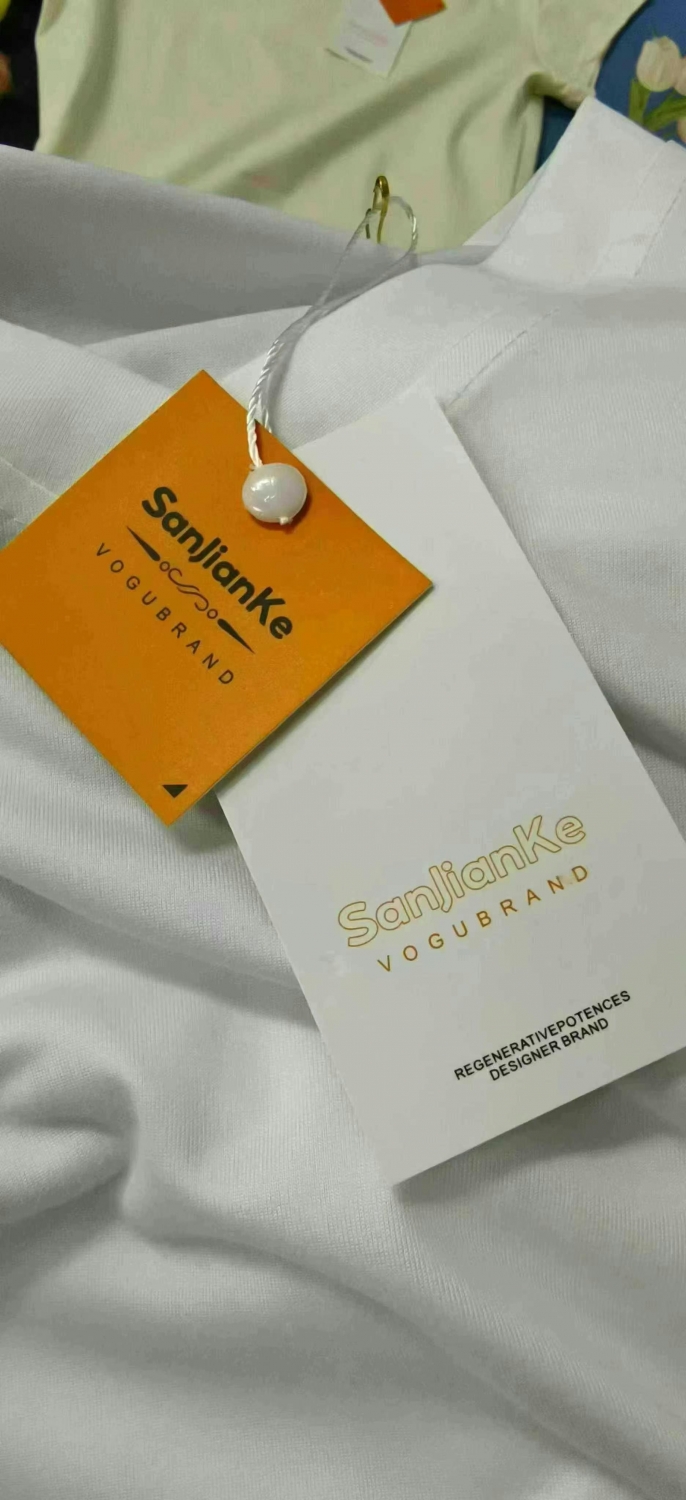 SanJianKe
VOGUBRAND
SanJianKe
VOGUBRAND
REGENERATIVEPOTENCES
DESIGNER BRAND